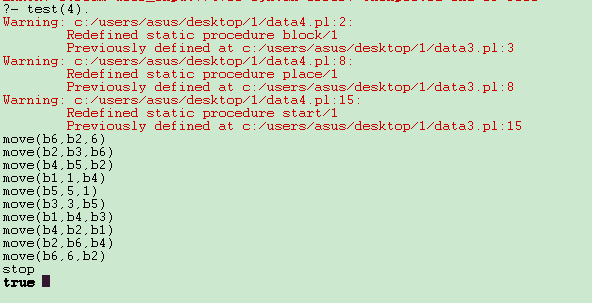 ?- test(4).
Warning: c:/users/asus/desktop/1/data4.pl:2:
Redefined static procedure block/1
Previously defined at c:/users/asus/desktop/1/data3.pl:3
Warning: c:/users/asus/desktop/1/data4.pl:8:
Redefined static procedure place/1
Previously defined at c:/users/asus/desktop/1/data3.pl:8
Warning: c:/users/asus/desktop/1/data4.pl:15:
Redefined static procedure start/1
Previously defined at c:/users/asus/desktop/1/data3.pl:15
move(b6,b2,6)
move(b2,b3,b6)
move(b4,b5,b2)
move(b1,1,b4)
move(b5,5,1)
move(b3,3,b5)
move(b1,b4,b3)
move(b4,b2,b1)
move(b2,b6,b4)
move(b6,6,b2)
stop
true